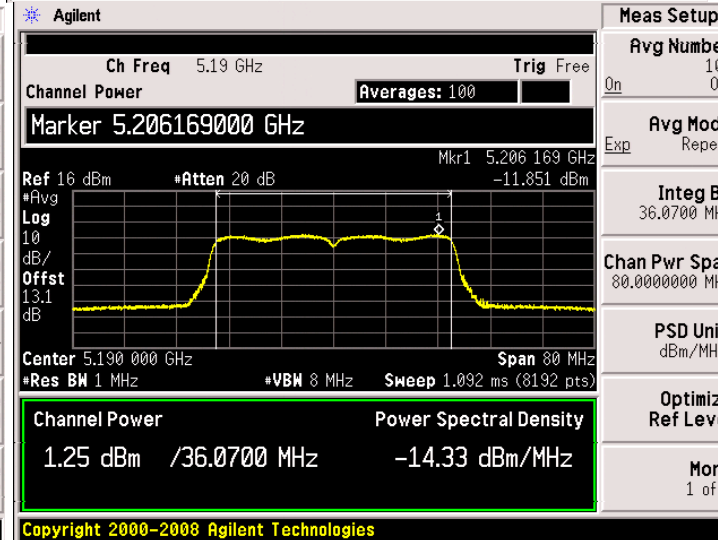 Agilent
Meas Setup
Ch Freq 5.19 GHz Trig Free
Channel Power Averages: 100
Marker 5.206169000 GHz
Mkr1 5.206 169 GHz
Ref 16 dBm #Atten 20 dB -11.851 dBm
#Avg
Log
10
dB/
Offst
13.1
dB
1
Center 5.190 000 GHz Span 80 MHz
#Res BW 1 MHz #VBW 8 MHz Sweep 1.092 ms (8192 pts)
Channel Power Power Spectral Density
1.25 dBm /36.0700 MHz -14.33 dBm/MHz
Copyright 2000-2008 Agilent Technologies
Avg Numbe
10
On O
Avg Mod
Exp Repe
Integ B
36.0700 MH
Chan Pwr Spa
80.0000000 MH
PSD Uni
dBm/MH
Optimiz
Ref Lev
Mor
1 of